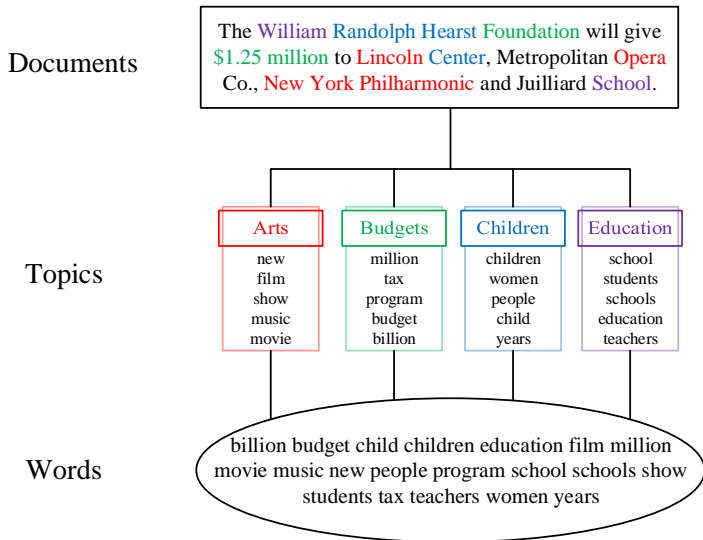 Documents
The William Randolph Hearst Foundation will give
$1.25 million to Lincoln Center, Metropolitan Opera
Co., New York Philharmonic and Juilliard School.
Topics
Arts
new
film
show
music
movie
Budgets
million
tax
program
budget
billion
Children
children
women
people
child
years
Education
school
students
schools
education
teachers
Words
billion budget child children education film million
movie music new people program school schools show
students tax teachers women years